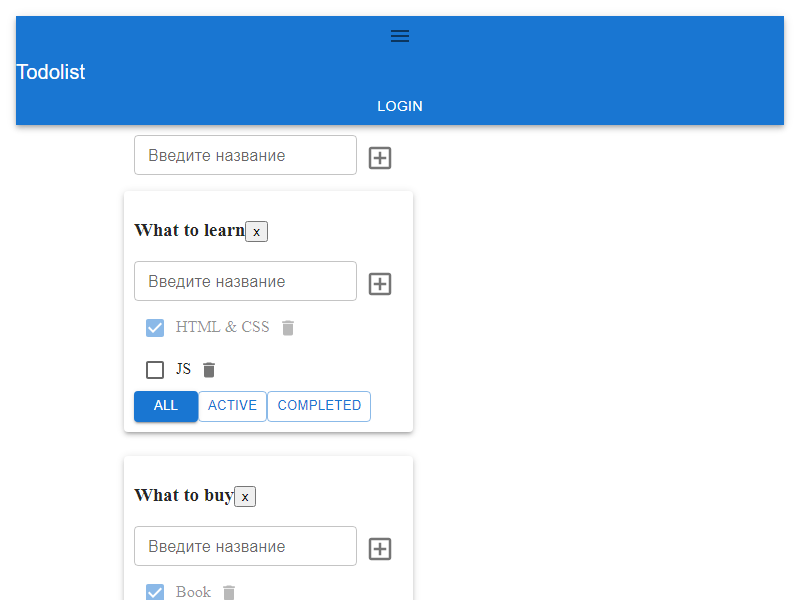 Todolist
LOGIN
Введите название
What to learn x
Введите название
HTML & CSS
JS
ALL ACTIVE COMPLETED
What to buy x
Введите название
Book